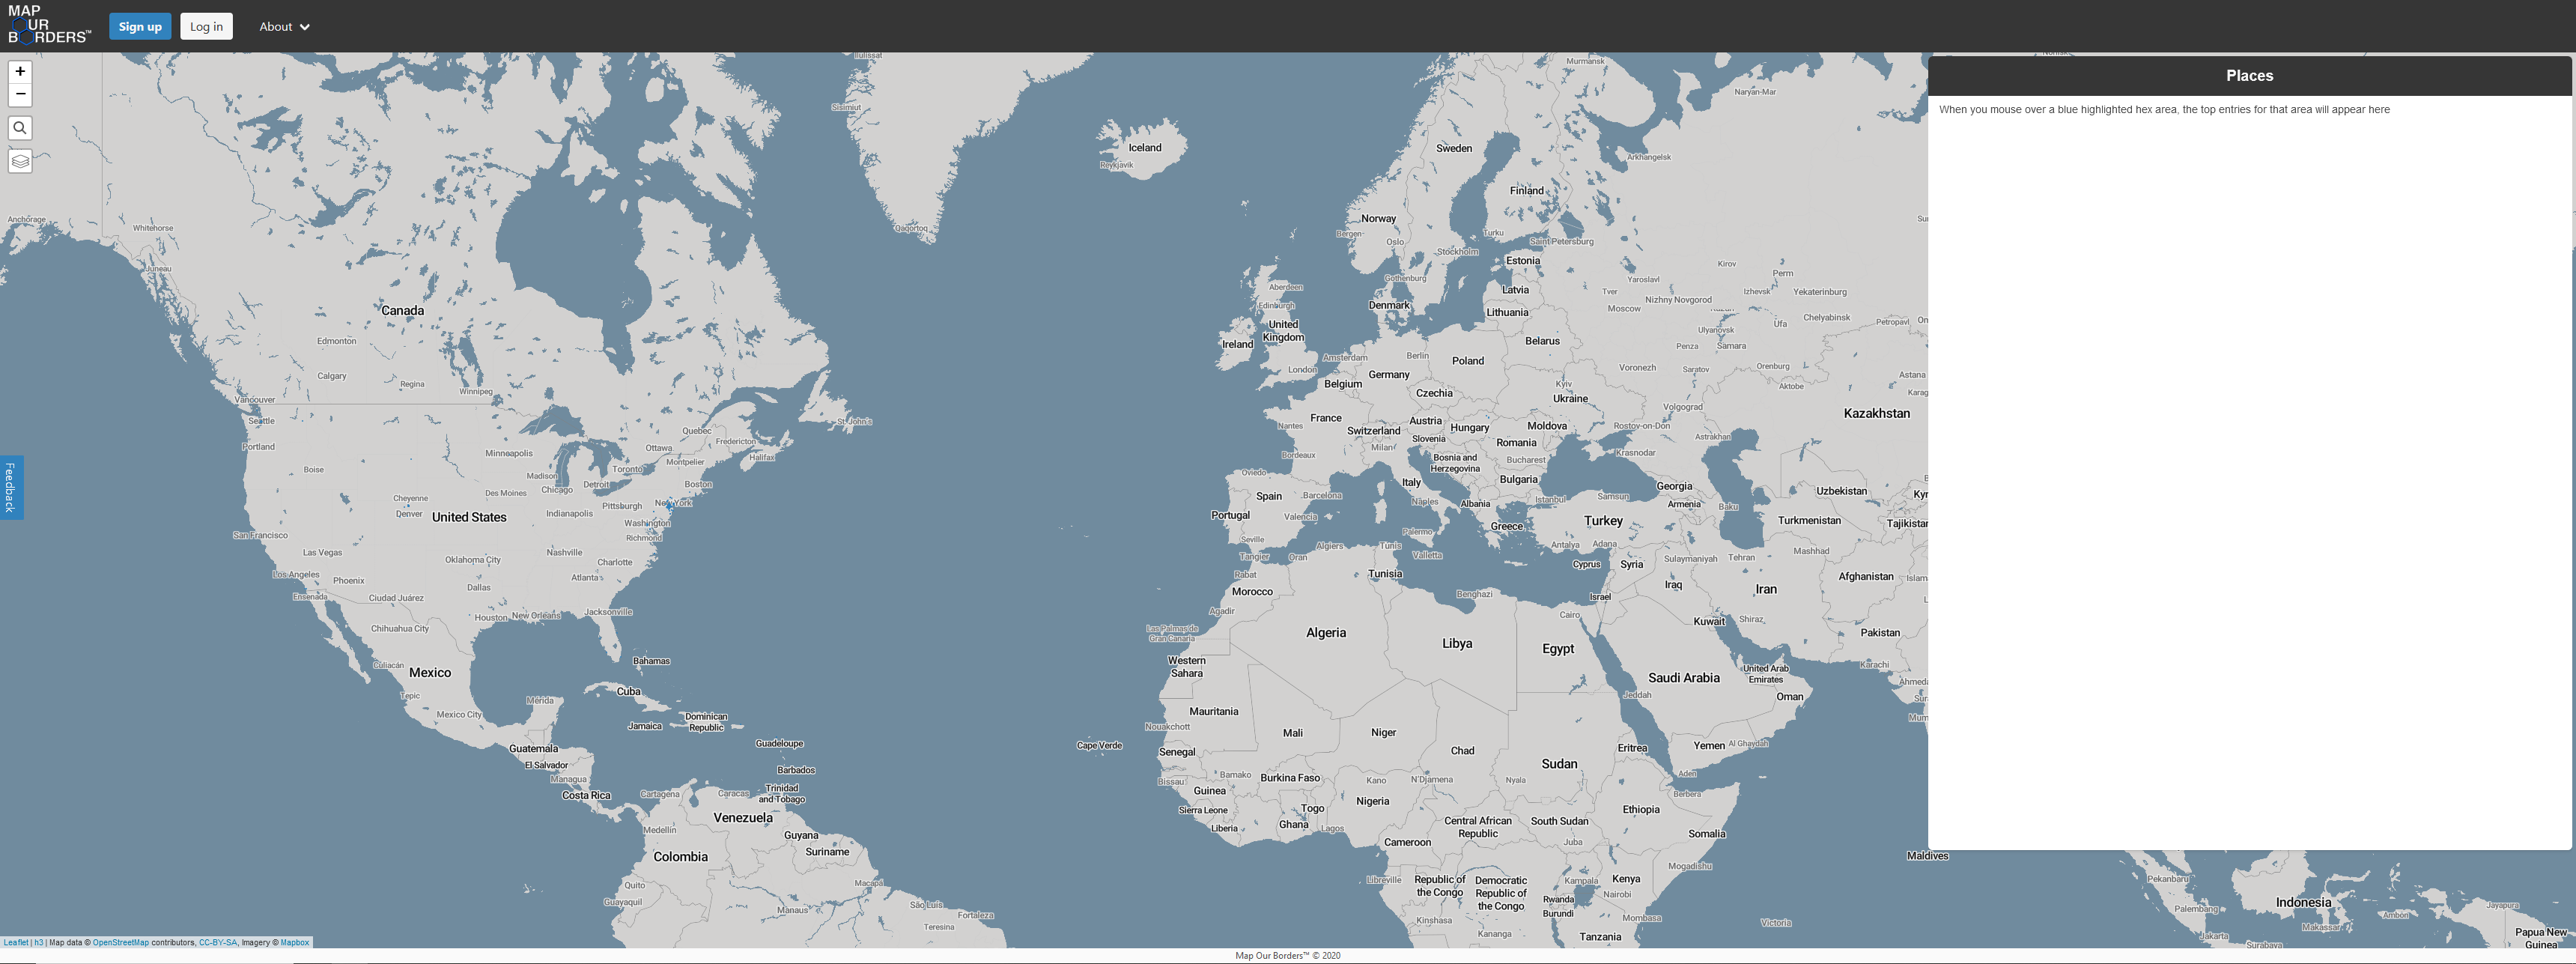 MAP
UR
B RDERS™
Sign up
Log in
About
Places
When you mouse over a blue highlighted hex area, the top entries for that area will appear here
+
−
Feedback
Sisimiut
Qaqortoq
Iceland
Reykjavik
Murmansk
Naryan-Mar
Arkhangelsk
Sweden
Finland
Norway
Bergen
Oslo
Turku
Stockholm
Saint Petersburg
Estonia
Gothenburg
Latvia
Lithuania
Denmark
Anchorage
Whitehorse
Juneau
Canada
Edmonton
Calgary
Regina
Winnipeg
Vancouver
Seattle
Portland
Boise
Minneapolis
Madison
Chicago
Detroit
Toronto
Ottawa
Montpelier
Quebec
Fredericton
Halifax
St. John's
Boston
New York
Pittsburgh
Washington
Richmond
Des Moines
Cheyenne
Denver
United States
Indianapolis
San Francisco
Las Vegas
Los Angeles
Phoenix
Oklahoma City
Nashville
Charlotte
Atlanta
Dallas
Ensenada
Ciudad Juárez
Houston
New Orleans
Jacksonville
Chihuahua City
Culiacán
Mexico
Tepic
Mexico City
Mérida
Bahamas
Cuba
Jamaica
Dominican
Republic
Guadeloupe
Barbados
Trinidad
and Tobago
Guatemala
El Salvador
Managua
Costa Rica
Cartagena
Caracas
Venezuela
Medellín
Guyana
Suriname
Colombia
Quito
Guayaquil
Macapá
Manaus
São Luís
Teresina
Fortaleza
Aberdeen
Edinburgh
United
Kingdom
Ireland
London
Amsterdam
Berlin
Poland
Belarus
Germany
Belgium
Czechia
Kyiv
Ukraine
France
Nantes
Switzerland
Austria
Slovenia
Hungary
Moldova
Romania
Milan
Bordeaux
Bosnia and
Herzegovina
Bucharest
Bulgaria
Oviedo
Spain
Barcelona
Valencia
Portugal
Seville
Italy
Naples
Albania
Greece
Istanbul
Palermo
Valletta
Turkey
Samsun
Antalya
Adana
Cyprus
Syria
Israel
Iraq
Kirov
Perm
Yaroslavl
Tver
Nizhny Novgorod
Izhevsk
Yekaterinburg
Moscow
Kazan
Ulyanovsk
Ufa
Chelyabinsk
Petropavl
Penza
Samara
Voronezh
Saratov
Orenburg
Aktobe
Astana
Volgograd
Rostov-on-Don
Astrakhan
Krasnodar
Kazakhstan
Georgia
Armenia
Baku
Uzbekistan
Turkmenistan
Sulaymaniyah
Tehran
Mashhad
Afghanistan
Iran
Kuwait
Shiraz
Pakistan
Karachi
Tangier
Oran
Algiers
Tunis
Tunisia
Rabat
Morocco
Agadir
Las Palmas de
Gran Canaria
Western
Sahara
Algeria
Benghazi
Libya
Cairo
Egypt
Saudi Arabia
Jeddah
United Arab
Emirates
Oman
Yemen
Al Ghaydah
Aden
Mauritania
Nouakchott
Cape Verde
Senegal
Bissau
Bamako
Mali
Niger
Chad
Sudan
Eritrea
Burkina Faso
Kano
N'Djamena
Nyala
Guinea
Sierra Leone
Liberia
Togo
Ghana
Lagos
Nigeria
Cameroon
Central African
Republic
South Sudan
Juba
Ethiopia
Berbera
Somalia
Mogadishu
Libreville
Republic of
the Congo
Democratic
Republic of
the Congo
Kampala
Kenya
Nairobi
Rwanda
Burundi
Mombasa
Kinshasa
Kananga
Tanzania
Victoria
Maldives
Pekanbaru
Palembang
Jakarta
Surabaya
Indonesia
Makassar
Ambon
Jayapura
Papua New
Guinea
Leaflet | h3 | Map data © OpenStreetMap contributors, CC-BY-SA, Imagery © Mapbox
Map Our Borders™ © 2020